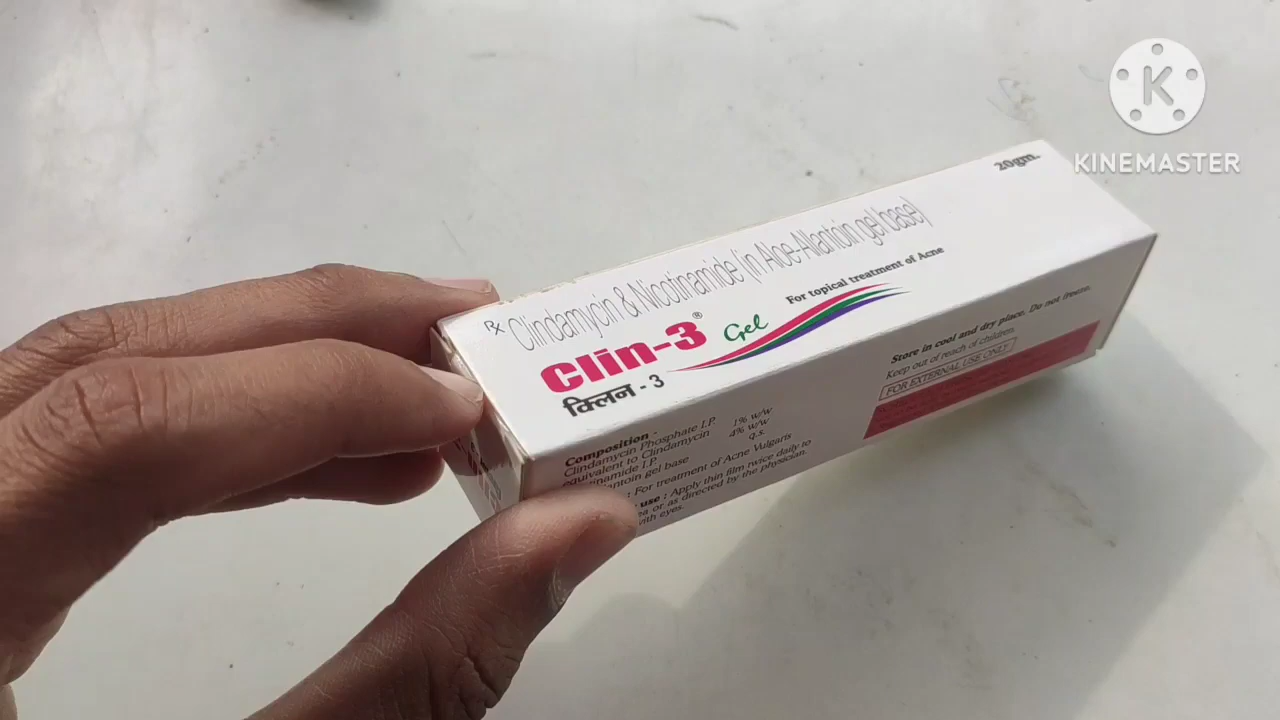 KINEMASTER
20gm.
Rx Clindamycin & Nicotinamide (in Aloe-Allantoin gel base)
For topical treatment of Acne
Clin-3® Gel
क्लिन - 3
Composition -
Clindamycin Phosphate I.P.
equivalent to Clindamycin 1% w/w
I.P. 4% w/w
gel base q.s.
: For treatment of Acne Vulgaris
use : Apply thin film twice daily to
or as directed by the physician.
with eyes.
Store in cool and dry place. Do not freeze.
Keep out of reach of children.
FOR EXTERNAL USE ONLY